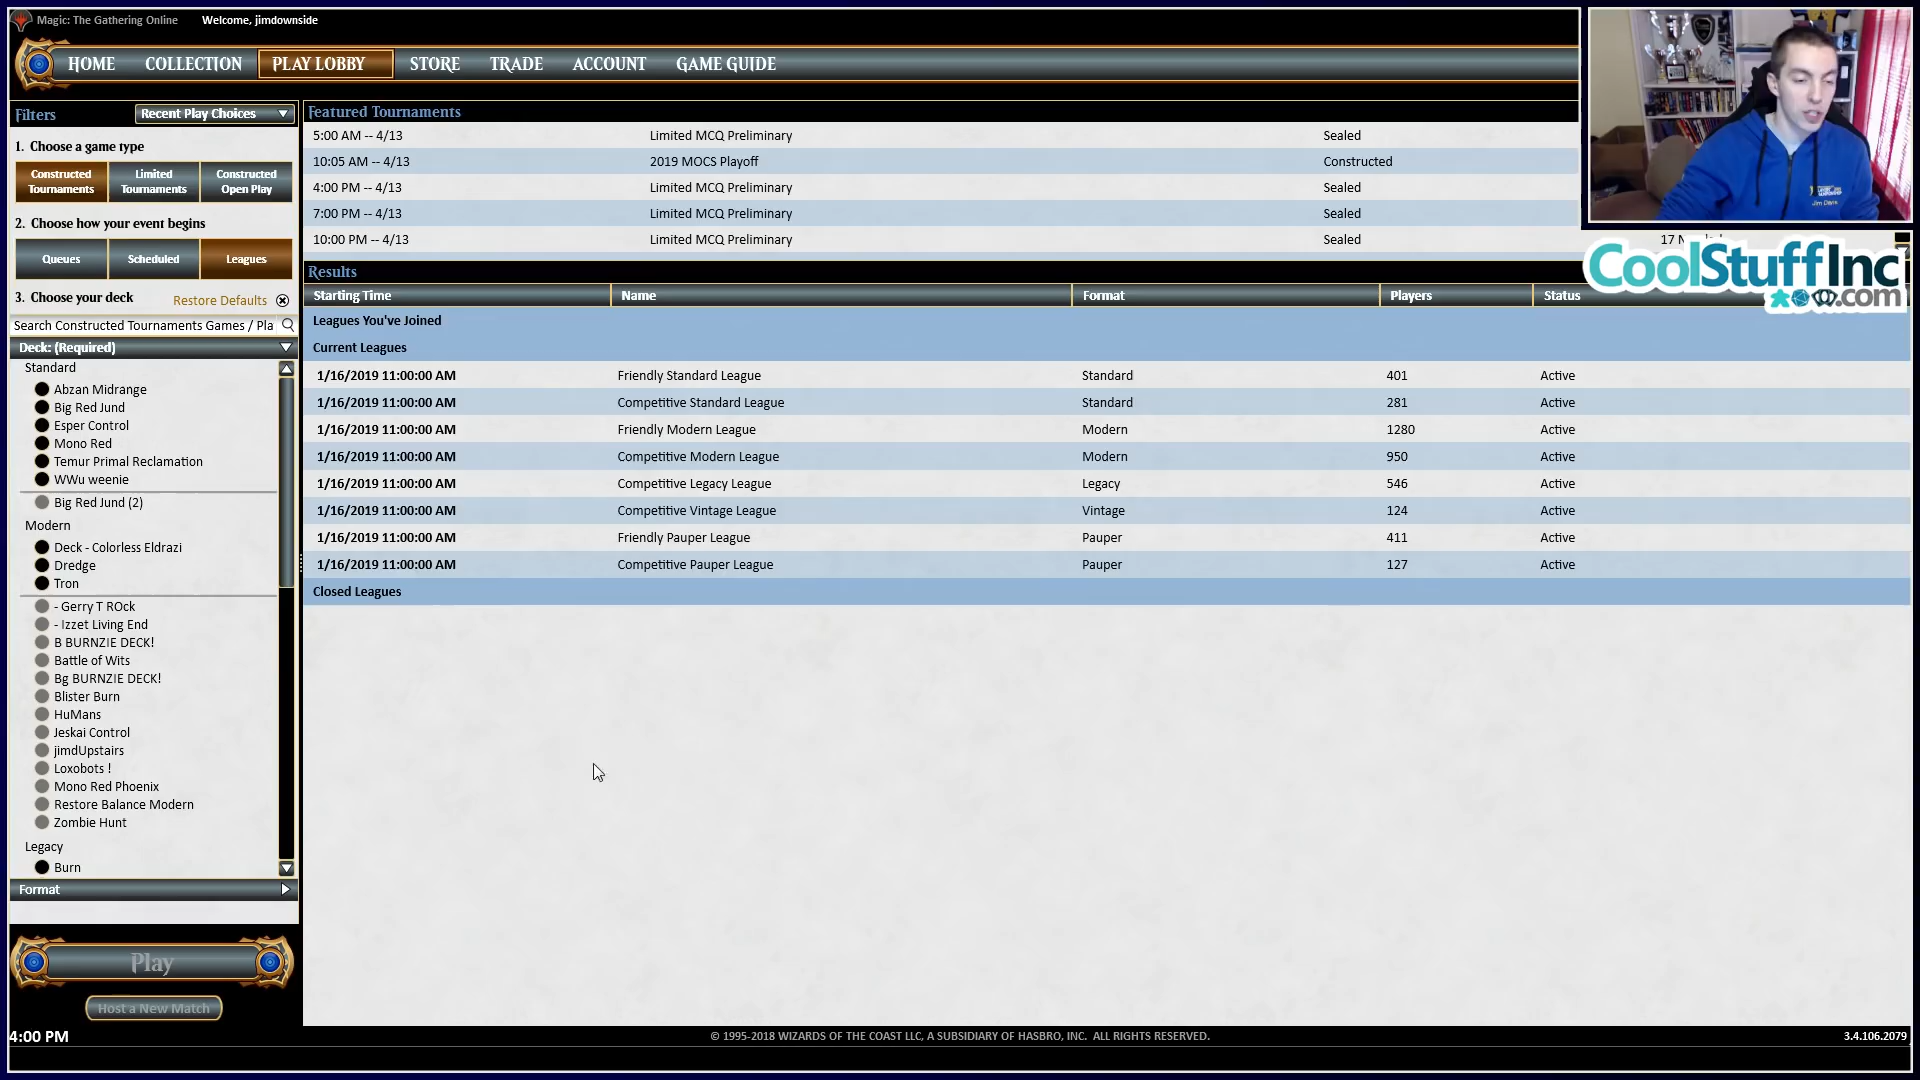 Magic: The Gathering Online Welcome, jimdownside
HOME COLLECTION PLAY LOBBY STORE TRADE ACCOUNT GAME GUIDE
Filters Recent Play Choices
1. Choose a game type
Constructed Tournaments Limited Tournaments Constructed Open Play
2. Choose how your event begins
Queues Scheduled Leagues
3. Choose your deck Restore Defaults
Search Constructed Tournaments Games / Pla
Deck: (Required)
Standard
Abzan Midrange
Big Red Jund
Esper Control
Mono Red
Temur Primal Reclamation
WWu weenie
Big Red Jund (2)
Modern
Deck - Colorless Eldrazi
Dredge
Tron
- Gerry T ROck
- Izzet Living End
B BURNZIE DECK!
Battle of Wits
Bg BURNZIE DECK!
Blister Burn
HuMans
Jeskai Control
jimdUpstairs
Loxobots !
Mono Red Phoenix
Restore Balance Modern
Zombie Hunt
Legacy
Burn
Format
Play
Host a New Match
4:00 PM
Featured Tournaments
5:00 AM -- 4/13 Limited MCQ Preliminary Sealed
10:05 AM -- 4/13 2019 MOCS Playoff Constructed
4:00 PM -- 4/13 Limited MCQ Preliminary Sealed
7:00 PM -- 4/13 Limited MCQ Preliminary Sealed
10:00 PM -- 4/13 Limited MCQ Preliminary Sealed 17
Results
Starting Time Name Format Players Status
Leagues You've Joined
Current Leagues
1/16/2019 11:00:00 AM Friendly Standard League Standard 401 Active
1/16/2019 11:00:00 AM Competitive Standard League Standard 281 Active
1/16/2019 11:00:00 AM Friendly Modern League Modern 1280 Active
1/16/2019 11:00:00 AM Competitive Modern League Modern 950 Active
1/16/2019 11:00:00 AM Competitive Legacy League Legacy 546 Active
1/16/2019 11:00:00 AM Competitive Vintage League Vintage 124 Active
1/16/2019 11:00:00 AM Friendly Pauper League Pauper 411 Active
1/16/2019 11:00:00 AM Competitive Pauper League Pauper 127 Active
Closed Leagues
Jim Davis
CoolStuffInc
.com
© 1995-2018 WIZARDS OF THE COAST LLC, A SUBSIDIARY OF HASBRO, INC. ALL RIGHTS RESERVED.
3.4.106.2079